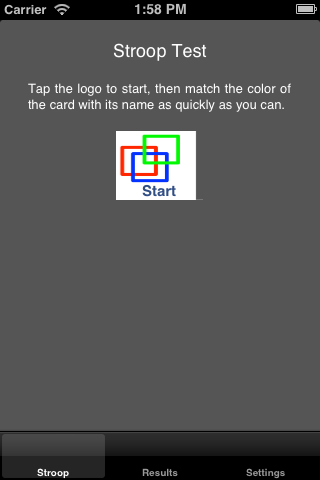 Carrier 1:58 PM
Stroop Test
Tap the logo to start, then match the color of
the card with its name as quickly as you can.
Start
Stroop Results Settings